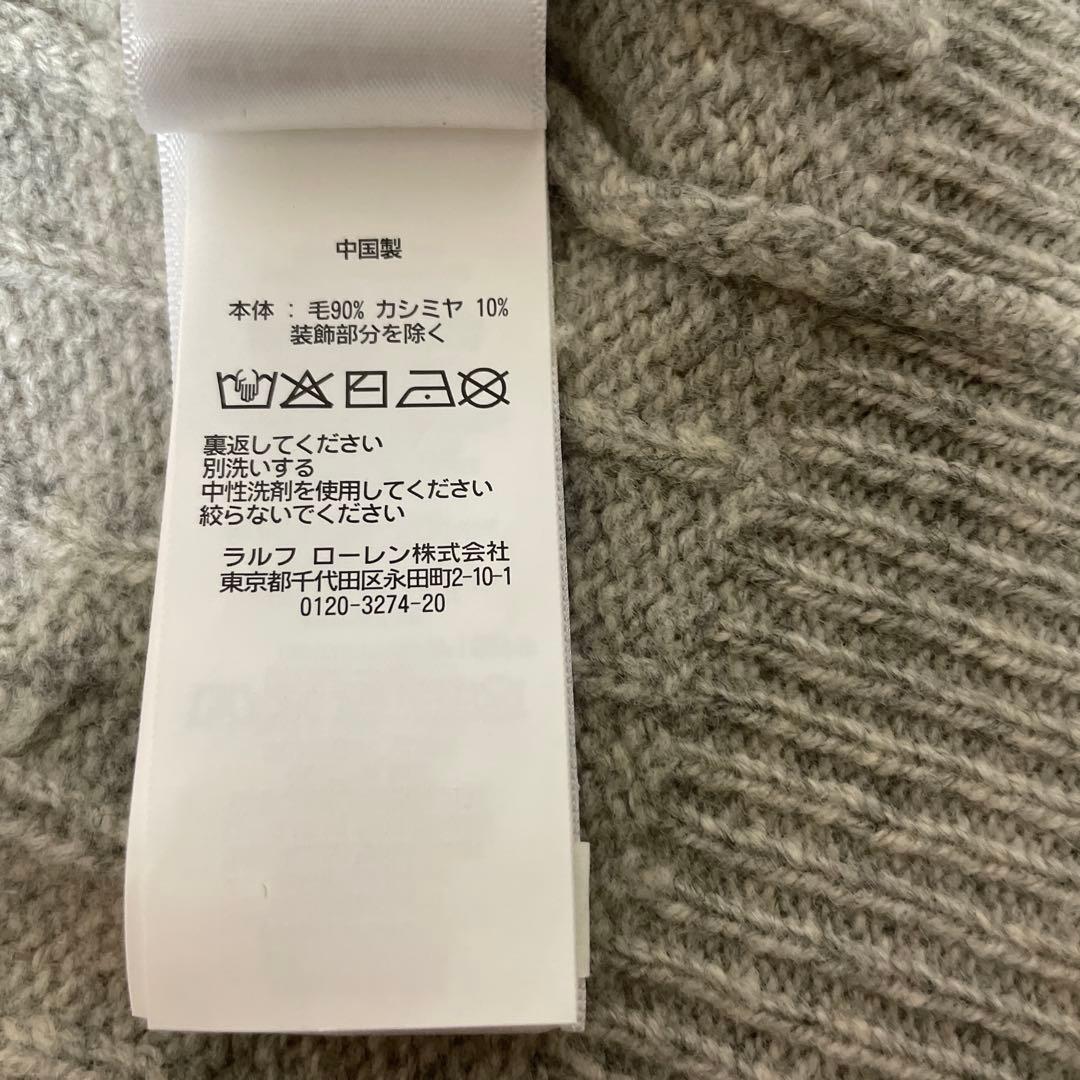 中国製
本体 : 毛90% カシミヤ 10%
装飾部分を除く
裏返してください
別洗いする
中性洗剤を使用してください
絞らないでください
ラルフ ローレン株式会社
東京都千代田区永田町2-10-1
0120-3274-20